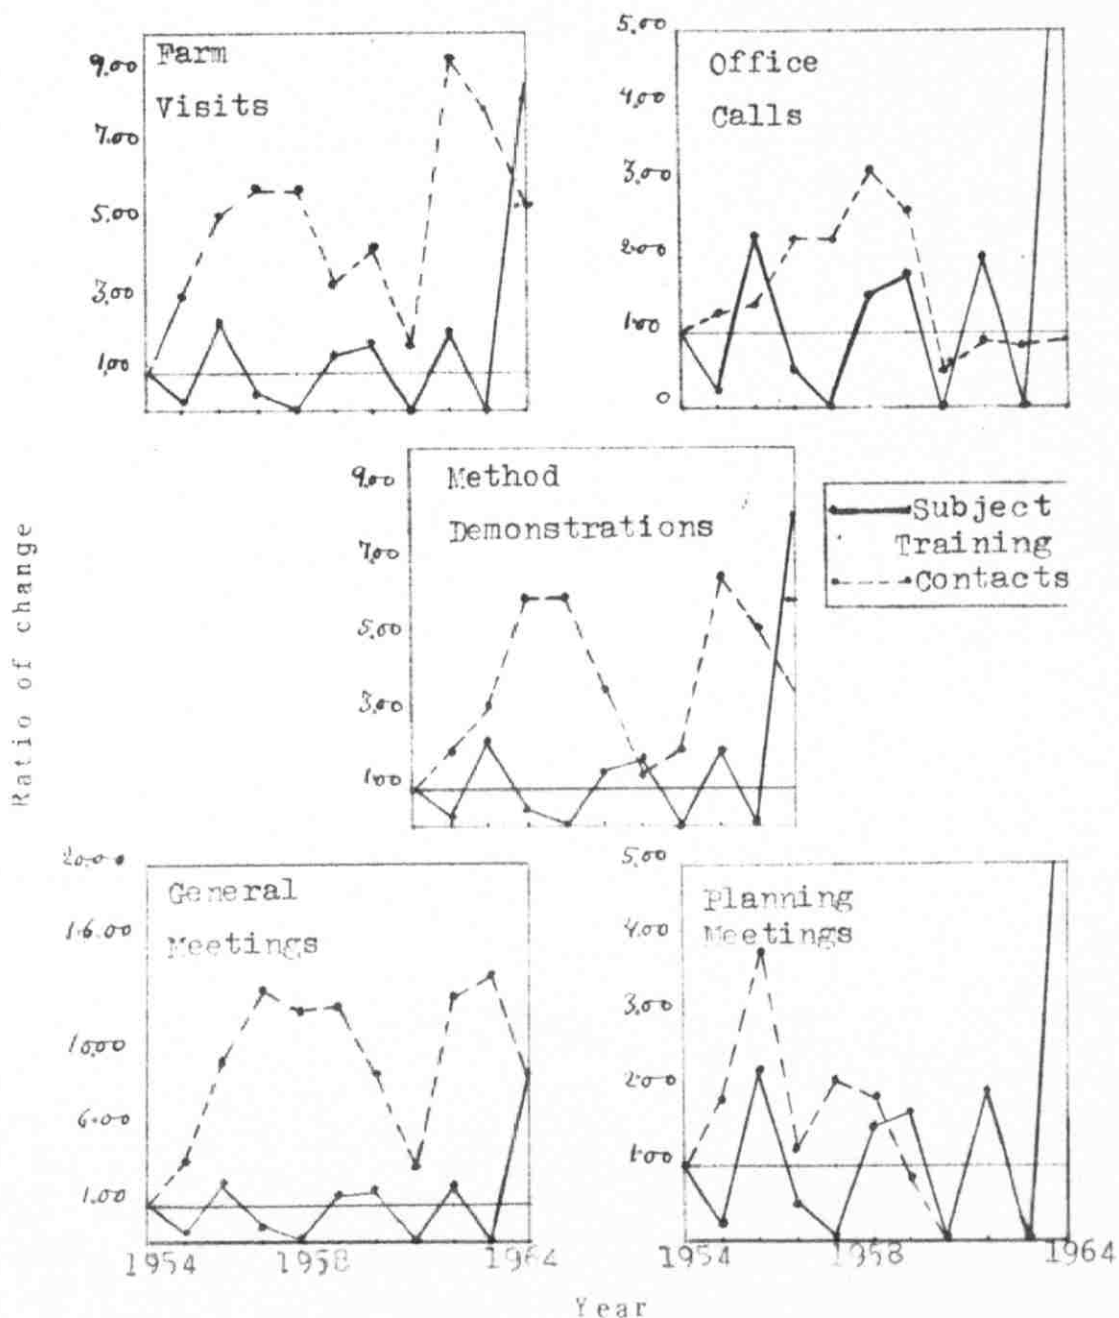 Farm
Visits
9.00
7.00
5.00
3.00
1.00
Office
Calls
5.00
4.00
3.00
2.00
1.00
0
Method
Demonstrations
9.00
7.00
5.00
3.00
1.00
Subject
Training
Contacts
Ratio of change
General
Meetings
20.00
16.00
10.00
6.00
1.00
1954
1958
1964
Planning
Meetings
5.00
4.00
3.00
2.00
1.00
1954
1958
1964
Year